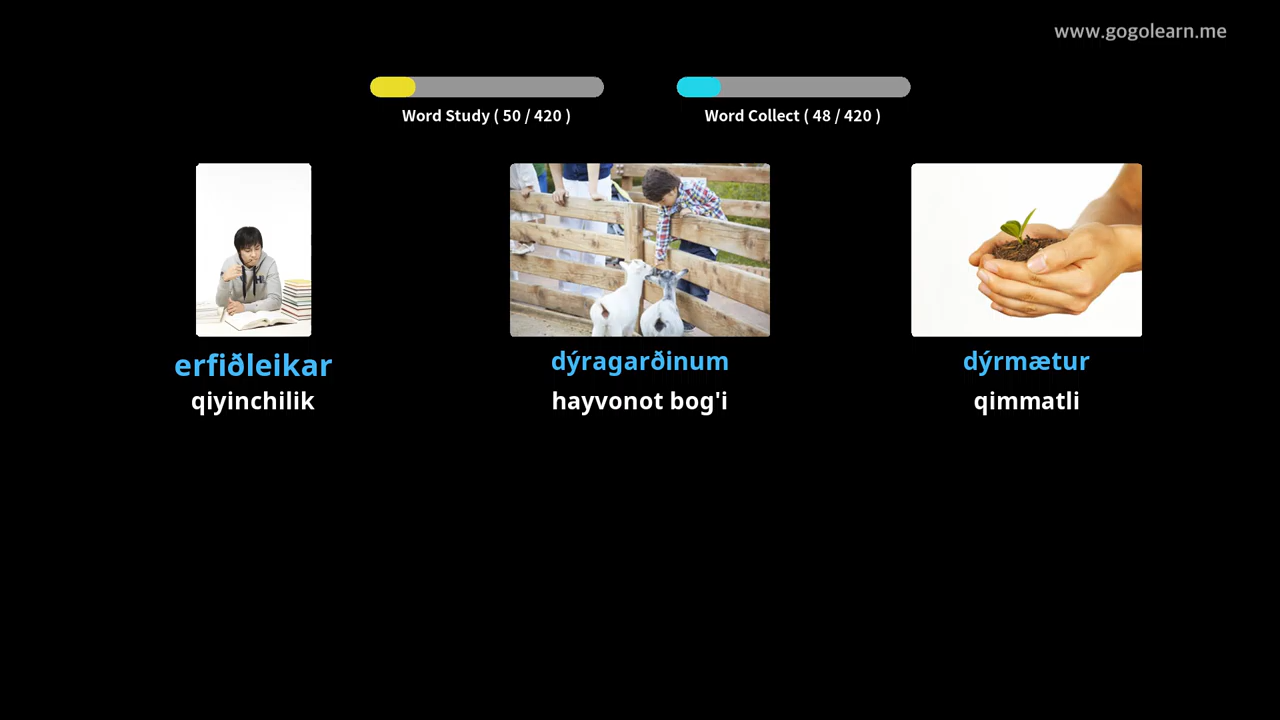 www.gogolearn.me
Word Study ( 50 / 420 )
Word Collect ( 48 / 420 )
erfiðleikar
qiyinchilik
dýragarðinum
hayvonot bog'i
dýrmætur
qimmatli